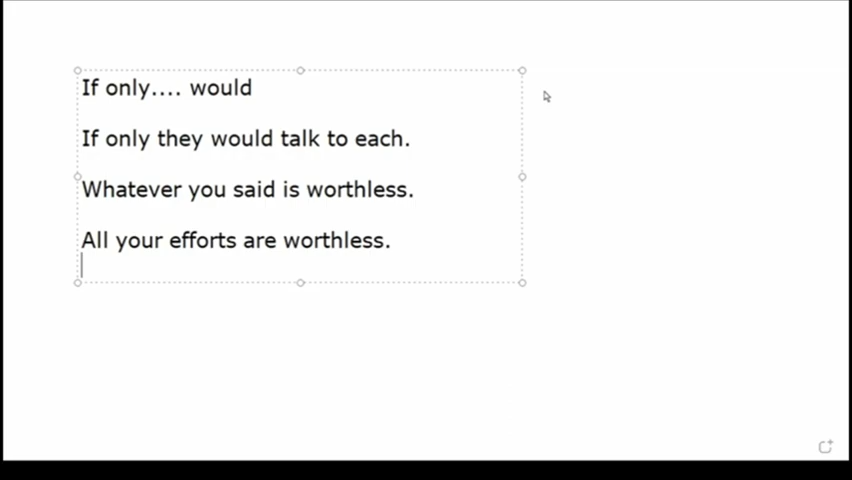 If only.... would
If only they would talk to each.
Whatever you said is worthless.
All your efforts are worthless.